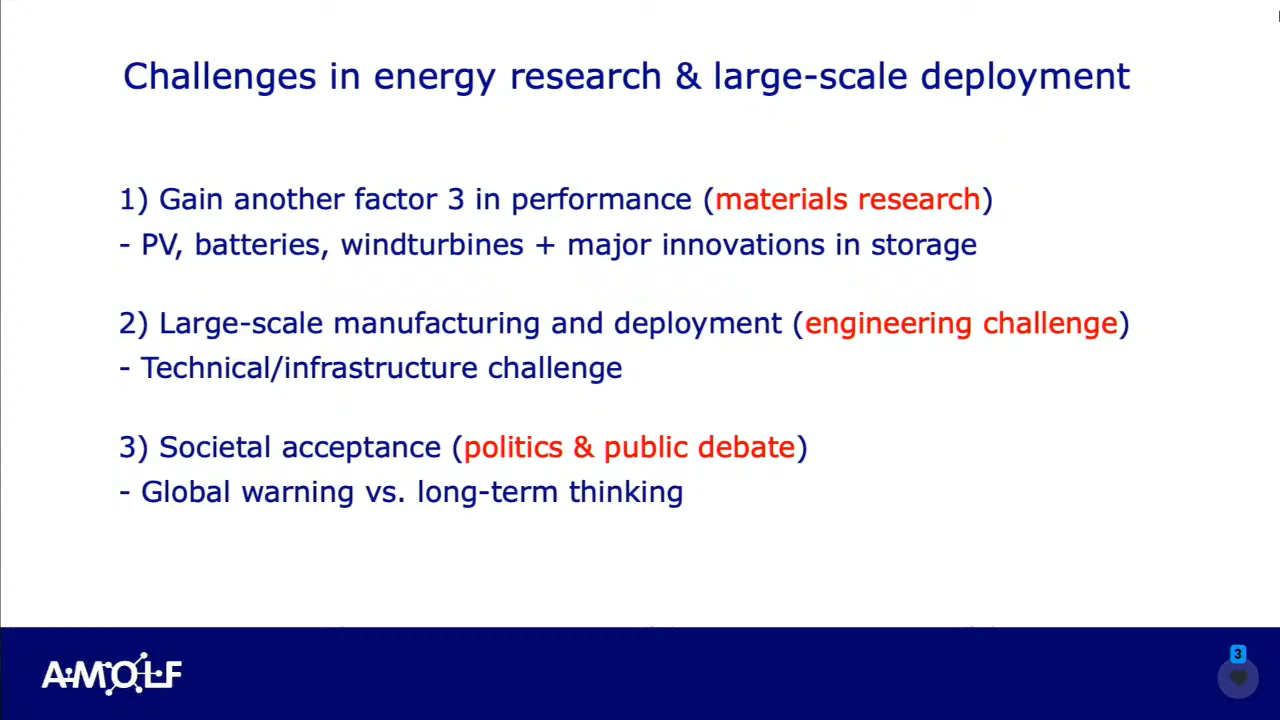 Challenges in energy research & large-scale deployment
1) Gain another factor 3 in performance (materials research)
- PV, batteries, windturbines + major innovations in storage
2) Large-scale manufacturing and deployment (engineering challenge)
- Technical/infrastructure challenge
3) Societal acceptance (politics & public debate)
- Global warning vs. long-term thinking
AMOLF
3